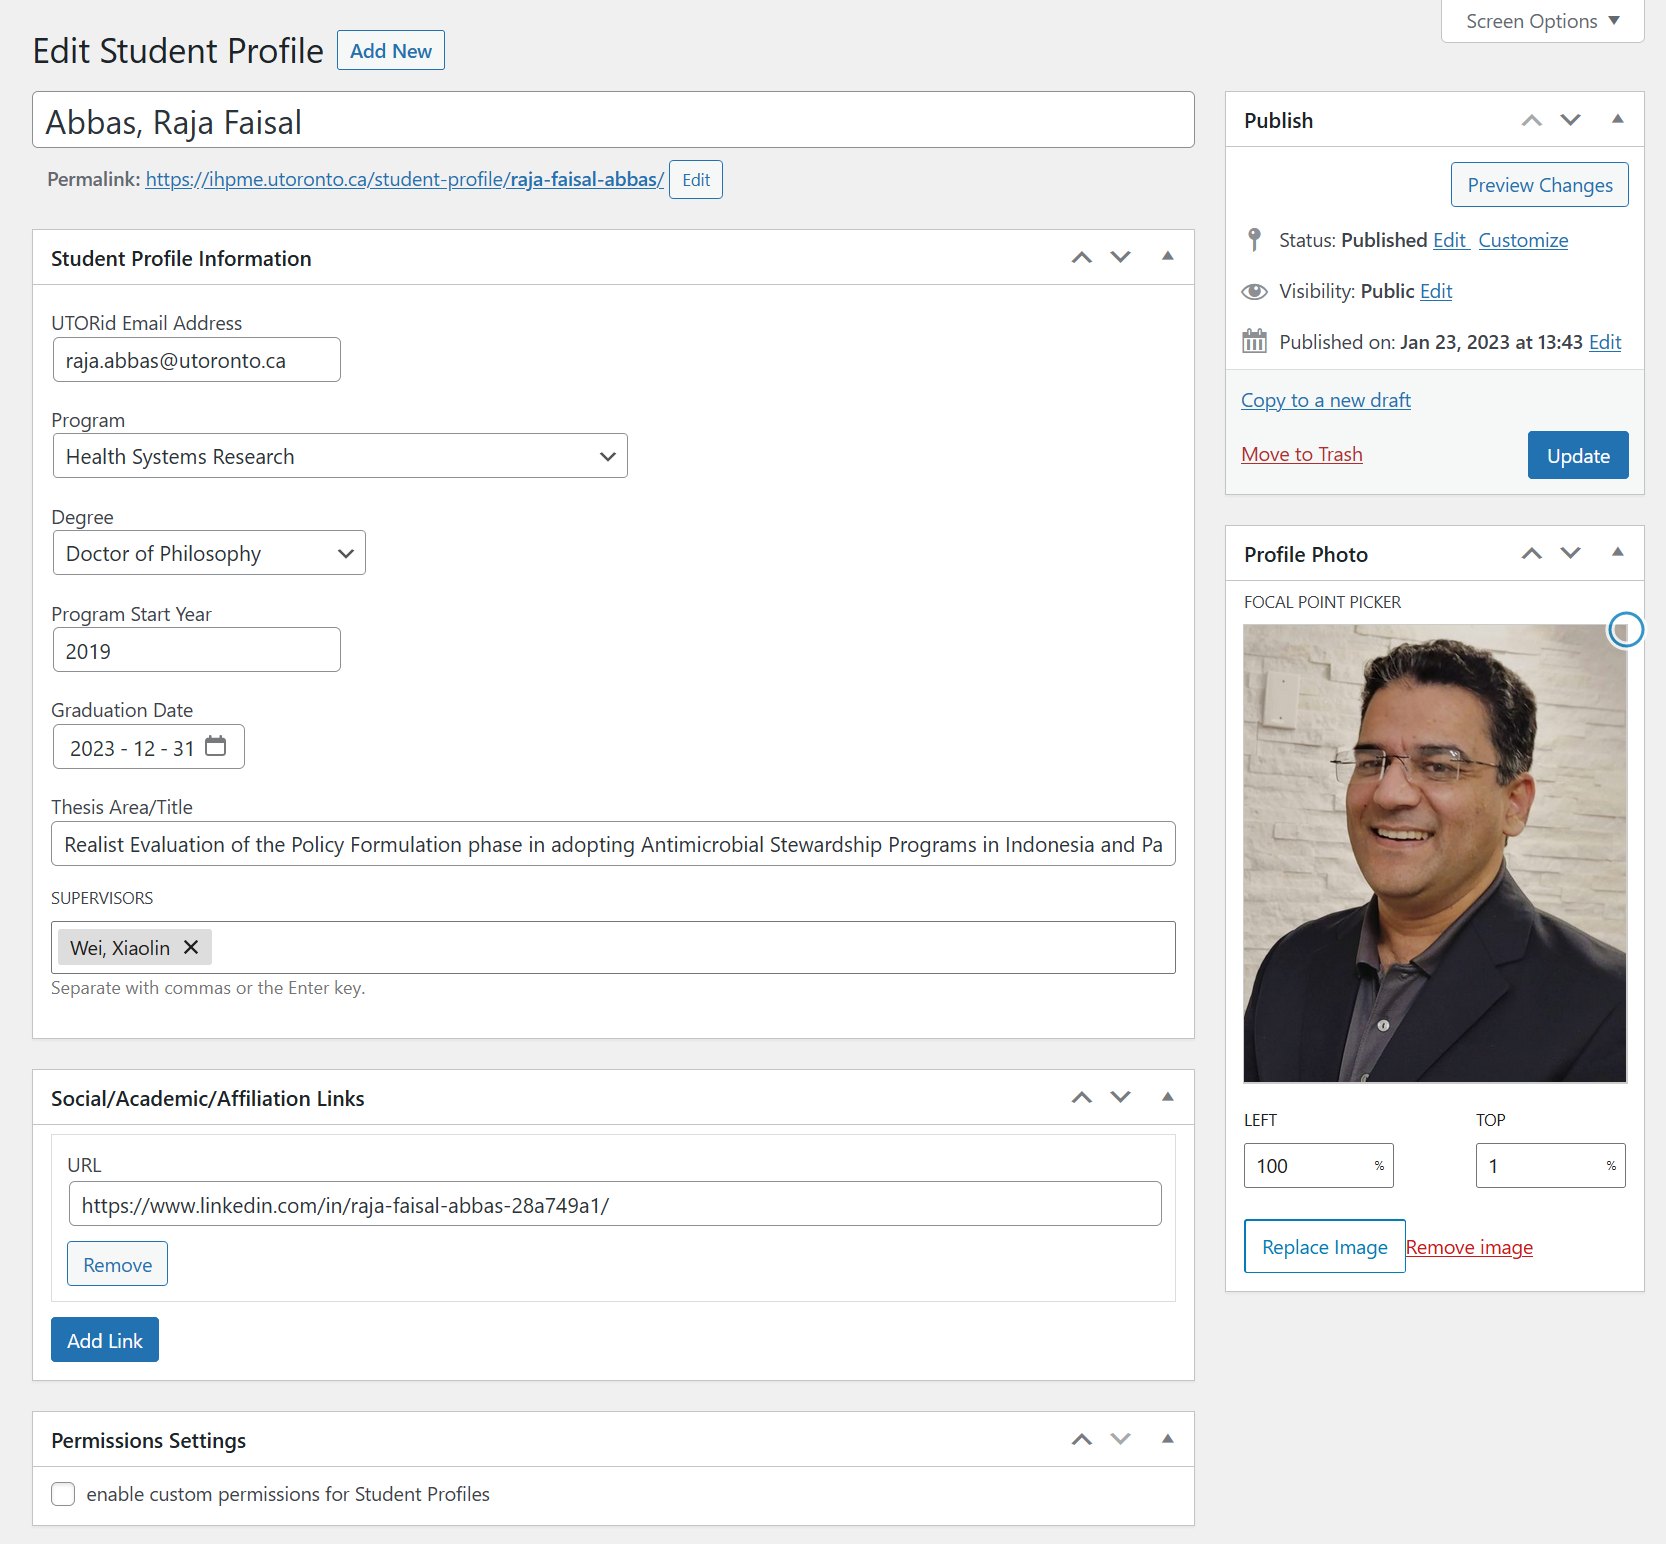 Screen Options
Edit Student Profile Add New
Abbas, Raja Faisal
Permalink: https://ihpme.utoronto.ca/student-profile/raja-faisal-abbas/ Edit
Student Profile Information
UTORid Email Address
raja.abbas@utoronto.ca
Program
Health Systems Research
Degree
Doctor of Philosophy
Program Start Year
2019
Graduation Date
2023 - 12 - 31
Thesis Area/Title
Realist Evaluation of the Policy Formulation phase in adopting Antimicrobial Stewardship Programs in Indonesia and Pa
SUPERVISORS
Wei, Xiaolin
Separate with commas or the Enter key.
Social/Academic/Affiliation Links
URL
https://www.linkedin.com/in/raja-faisal-abbas-28a749a1/
Remove
Add Link
Permissions Settings
enable custom permissions for Student Profiles
Publish
Preview Changes
Status: Published Edit Customize
Visibility: Public Edit
Published on: Jan 23, 2023 at 13:43 Edit
Copy to a new draft
Move to Trash Update
Profile Photo
FOCAL POINT PICKER
LEFT TOP
100 % 1 %
Replace Image Remove image